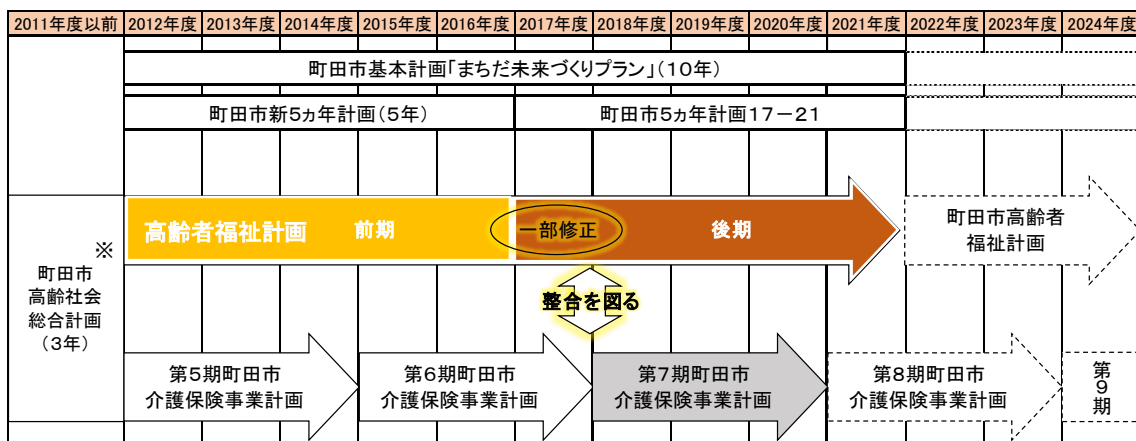 2011年度以前 2012年度 2013年度 2014年度 2015年度 2016年度 2017年度 2018年度 2019年度 2020年度 2021年度 2022年度 2023年度 2024年度
町田市基本計画「まちだ未来づくりプラン」(10年)
町田市新5ヵ年計画(5年) 町田市5ヵ年計画17－21
※
町田市
高齢社会
総合計画
(3年)
高齢者福祉計画 前期 一部修正 後期
町田市高齢者
福祉計画
整合を図る
第5期町田市
介護保険事業計画
第6期町田市
介護保険事業計画
第7期町田市
介護保険事業計画
第8期町田市
介護保険事業計画
第9期